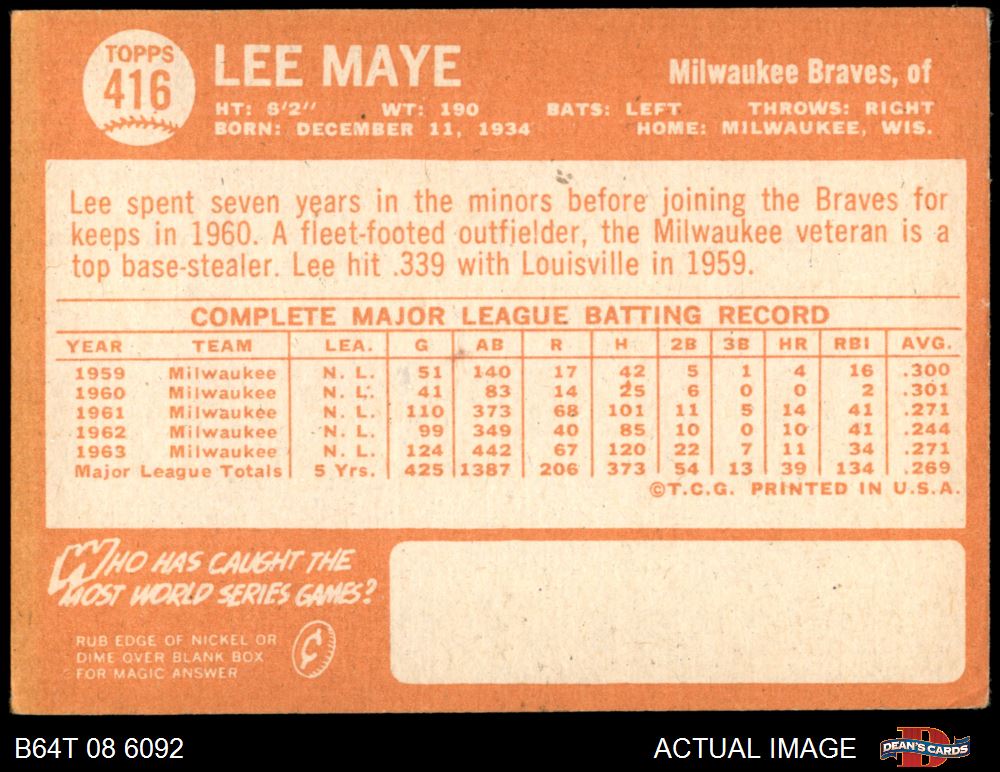 TOPPS
416
LEE MAYE
Milwaukee Braves, of
HT: 6'2" WT: 190 BATS: LEFT THROWS: RIGHT
BORN: DECEMBER 11, 1934 HOME: MILWAUKEE, WIS.
Lee spent seven years in the minors before joining the Braves for
keeps in 1960. A fleet-footed outfielder, the Milwaukee veteran is a
top base-stealer. Lee hit .339 with Louisville in 1959.
COMPLETE MAJOR LEAGUE BATTING RECORD
YEAR TEAM LEA. G AB R H 2B 3B HR RBI AVG.
1959 Milwaukee N. L. 51 140 17 42 5 1 4 16 .300
1960 Milwaukee N. L. 41 83 14 25 6 0 0 2 .301
1961 Milwaukee N. L. 110 373 68 101 11 5 14 41 .271
1962 Milwaukee N. L. 99 349 40 85 10 0 10 41 .244
1963 Milwaukee N. L. 124 442 67 120 22 7 11 34 .271
Major League Totals 5 Yrs. 425 1387 206 373 54 13 39 134 .269
©T.C.G. PRINTED IN U.S.A.
WHO HAS CAUGHT THE
MOST WORLD SERIES GAMES?
RUB EDGE OF NICKEL OR
DIME OVER BLANK BOX
FOR MAGIC ANSWER
B64T 08 6092
ACTUAL IMAGE
D
DEAN'S CARDS